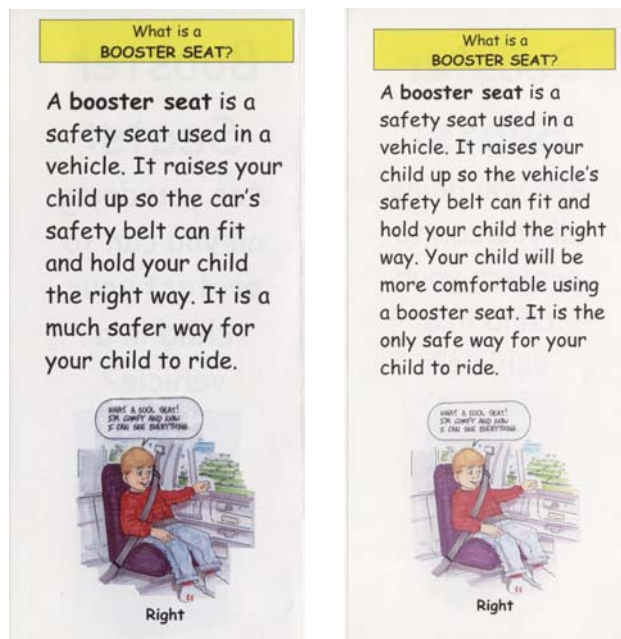 What is a
BOOSTER SEAT?
A booster seat is a
safety seat used in a
vehicle. It raises your
child up so the car's
safety belt can fit
and hold your child
the right way. It is a
much safer way for
your child to ride.
WHAT A COOL SEAT!
I'M COMFY AND NOW
I CAN SEE EVERYTHING
Right
What is a
BOOSTER SEAT?
A booster seat is a
safety seat used in a
vehicle. It raises your
child up so the vehicle's
safety belt can fit and
hold your child the right
way. Your child will be
more comfortable using
a booster seat. It is the
only safe way for your
child to ride.
WHAT A COOL SEAT!
I'M COMFY AND NOW
I CAN SEE EVERYTHING
Right